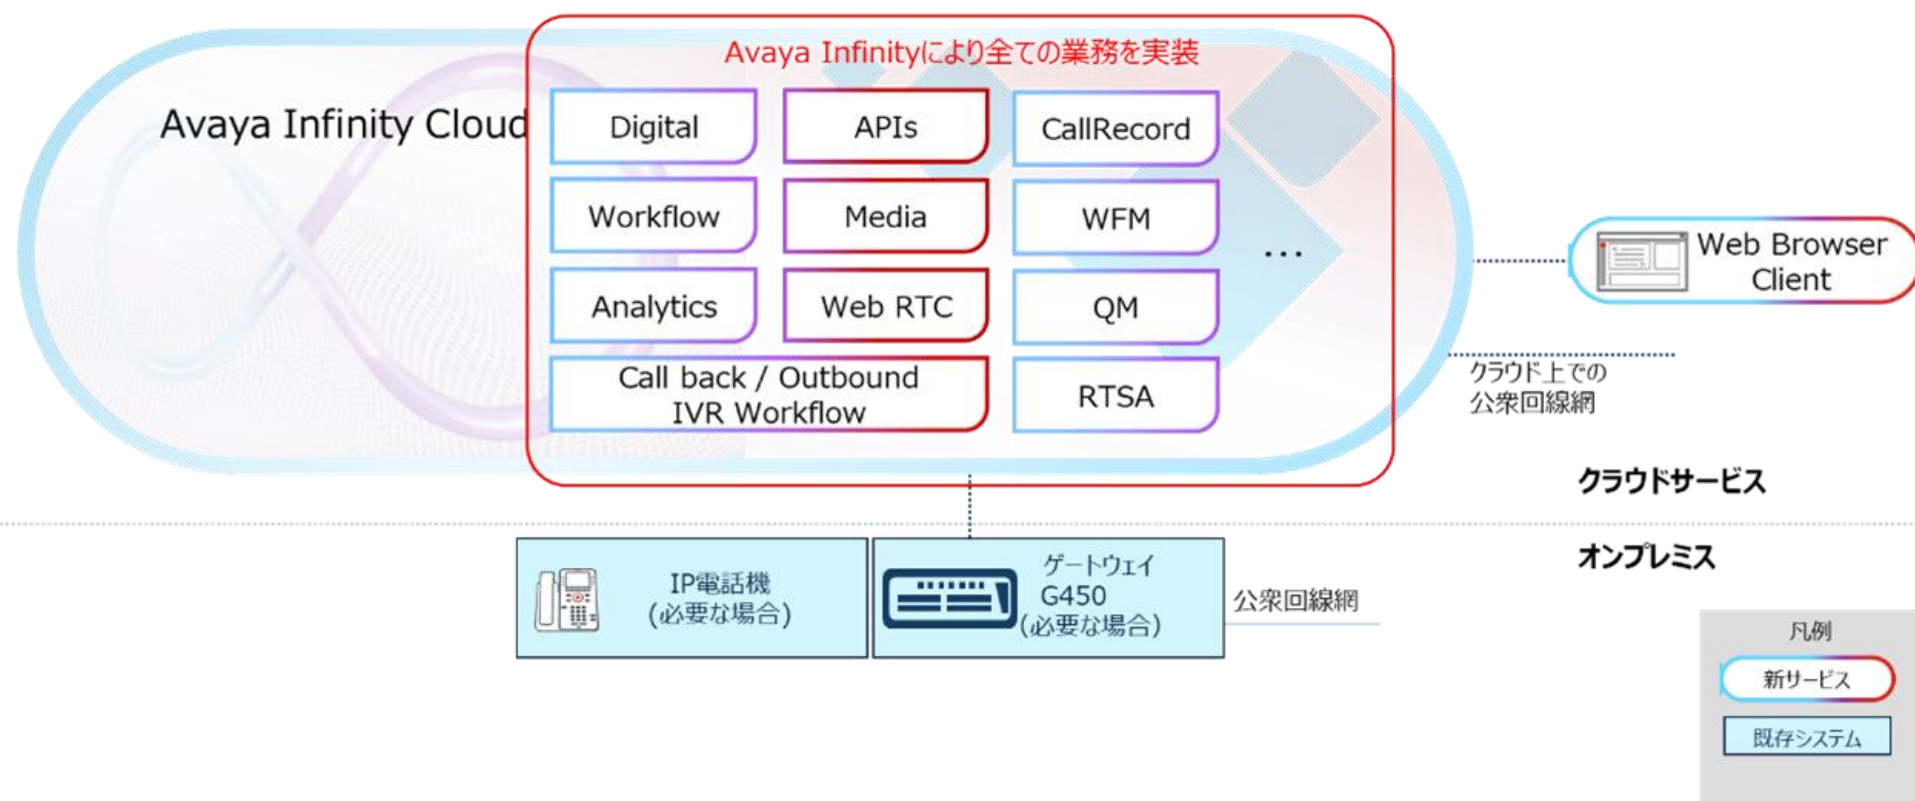 Avaya Infinityにより全ての業務を実装
Avaya Infinity Cloud
Digital
APIs
CallRecord
Workflow
Media
WFM
Analytics
Web RTC
QM
Call back / Outbound
IVR Workflow
RTSA
...
Web Browser
Client
クラウド上での
公衆回線網
クラウドサービス
オンプレミス
IP電話機
(必要な場合)
ゲートウェイ
G450
(必要な場合)
公衆回線網
凡例
新サービス
既存システム